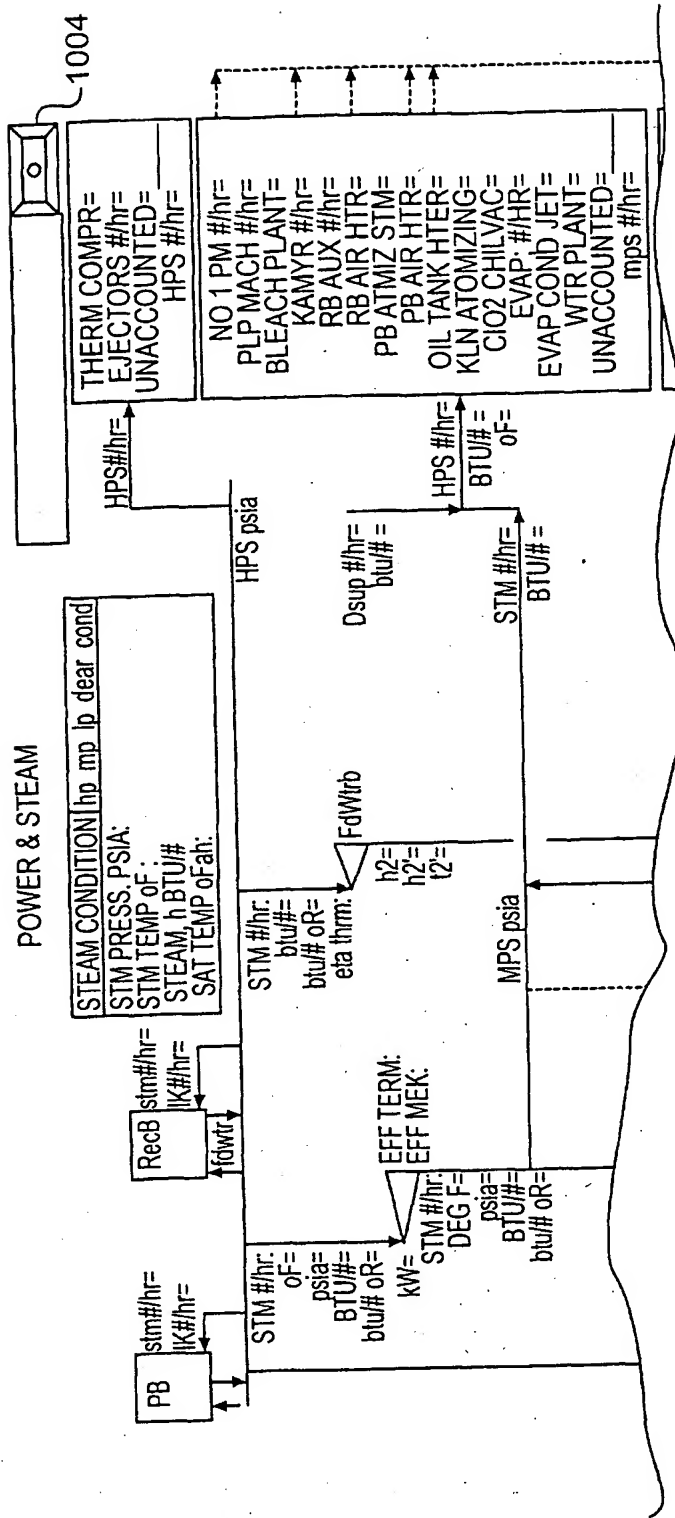 POWER & STEAM
1004
STEAM CONDITION hp mp lp dear cond
STM PRESS. PSIA:
STM TEMP oF :
STEAM, h BTU/#
SAT TEMP oFah:
THERM COMPR=
EJECTORS #/hr=
UNACCOUNTED=
HPS #/hr=
PB
stm#/hr=
lK#/hr=
RecB
stm#/hr=
lK#/hr=
fdwtr
HPS#/hr=
HPS psia
STM #/hr:
oF=
psia=
BTU/#=
btu/# oR=
kW=
EFF TERM:
EFF MEK:
STM #/hr:
DEG F=
psia=
BTU/#=
btu/# oR=
STM #/hr:
btu/#=
btu/# oR=
eta thrm:
FdWtrb
h2=
h2'=
t2'=
MPS psia
Dsup #/hr=
btu/# =
HPS #/hr=
BTU/# =
oF=
STM #/hr=
BTU/# =
NO 1 PM #/hr=
PLP MACH #/hr=
BLEACH PLANT=
KAMYR #/hr=
RB AUX #/hr=
RB AIR HTR=
PB ATMIZ STM=
PB AIR HTR=
OIL TANK HTER=
KLN ATOMIZING=
ClO2 CHILVAC=
EVAP. #/HR=
EVAP COND JET=
WTR PLANT=
UNACCOUNTED=
mps #/hr=